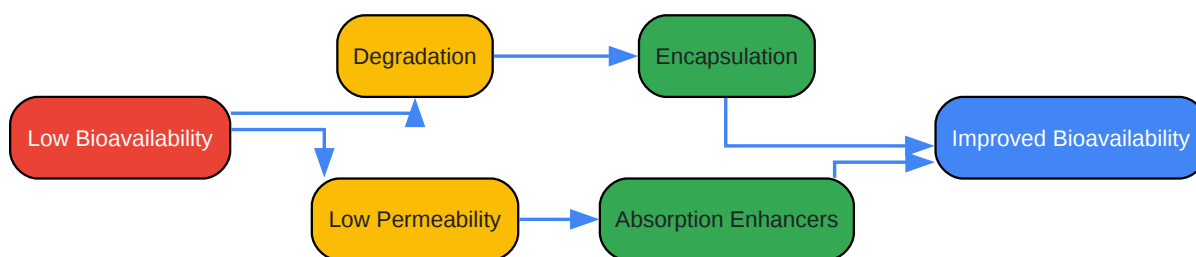 Degradation
Encapsulation
Low Bioavailability
Improved Bioavailability
Low Permeability
Absorption Enhancers